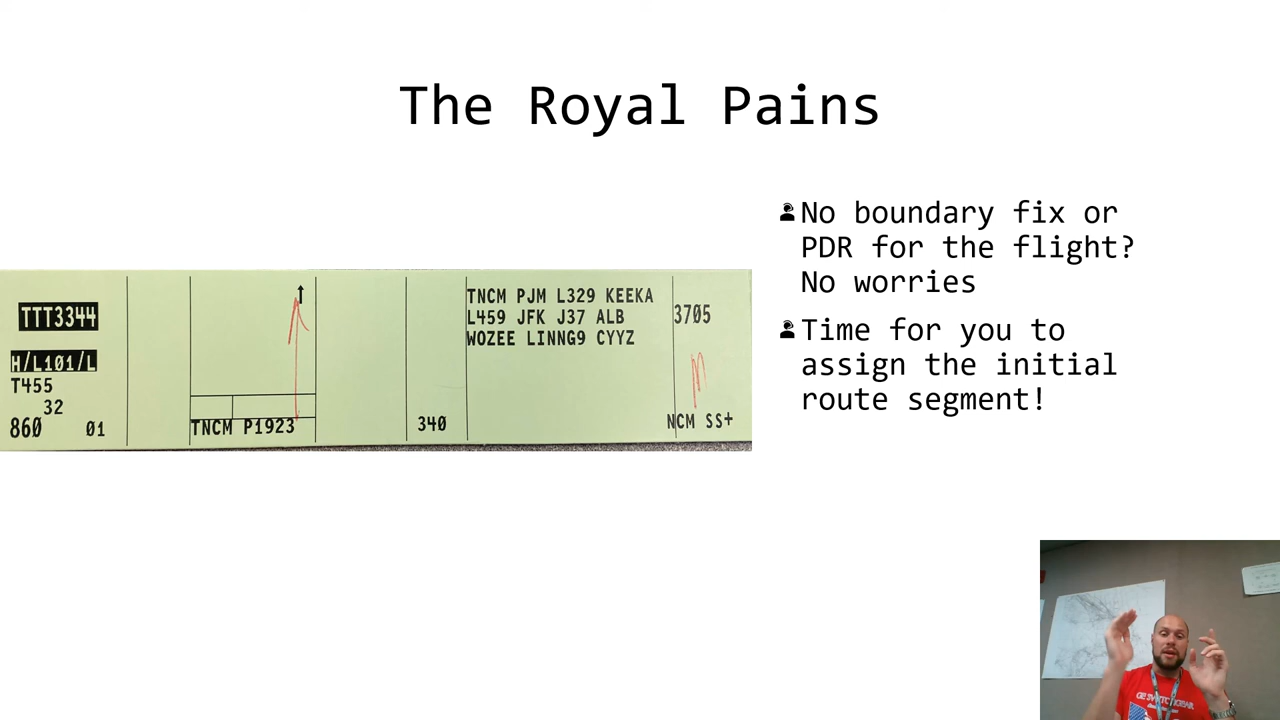 The Royal Pains
TTT3344
H/L101/L
T455
32
860 01
TNCM P1923
340
TNCM PJM L329 KEEKA
L459 JFK J37 ALB
WOZEE LINNG9 CYYZ
3705
M
NCM SS+
No boundary fix or
PDR for the flight?
No worries
Time for you to
assign the initial
route segment!